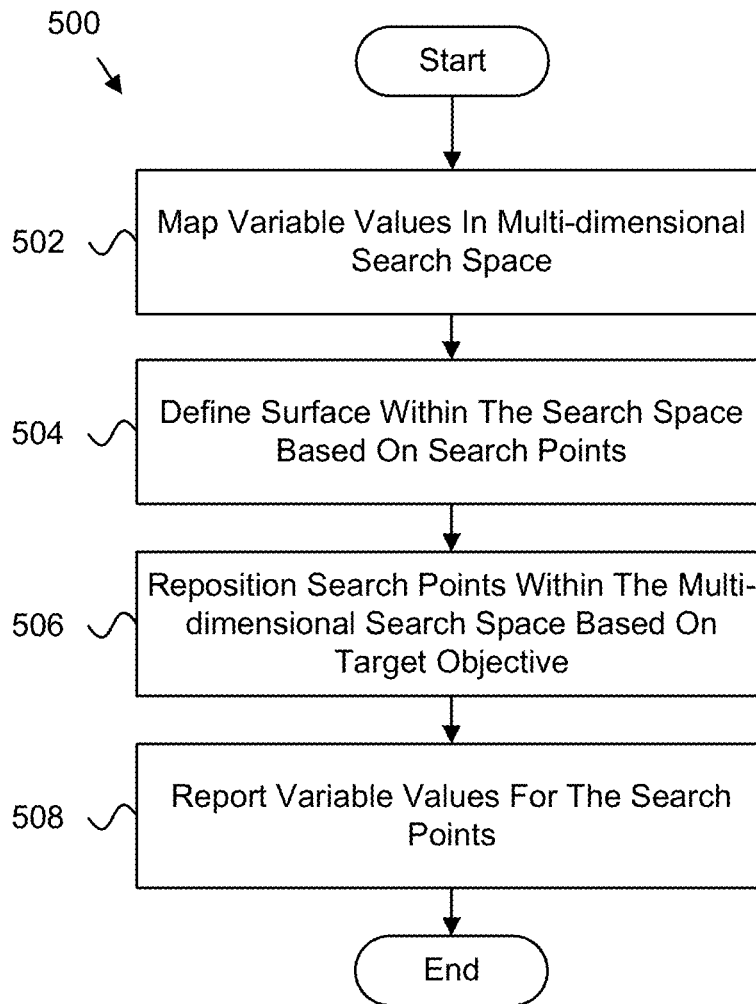 500
Start
502
Map Variable Values In Multi-dimensional
Search Space
504
Define Surface Within The Search Space
Based On Search Points
506
Reposition Search Points Within The Multi-
dimensional Search Space Based On
Target Objective
508
Report Variable Values For The Search
Points
End